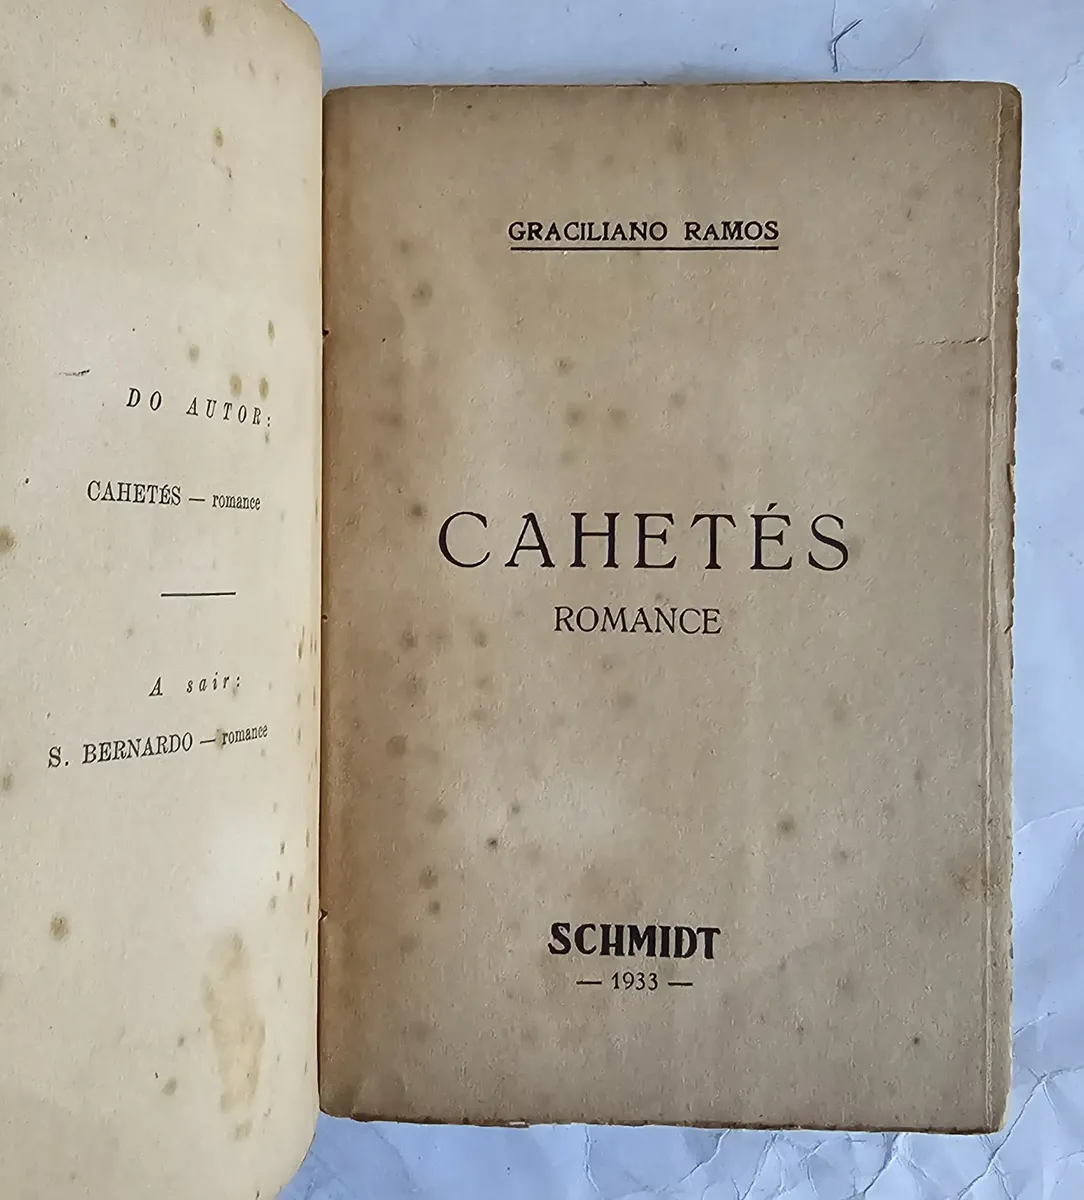 DO AUTOR:
CAHETÉS — romance
A sair:
S. BERNARDO — romance
GRACILIANO RAMOS
CAHETÉS
ROMANCE
SCHMIDT
— 1933 —